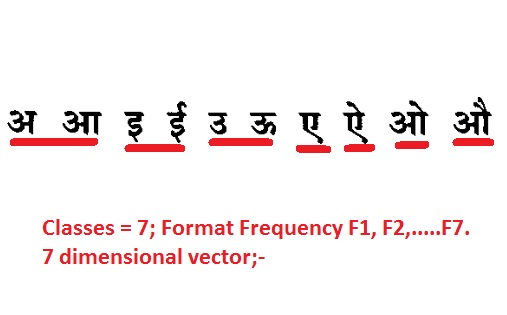 अ आ इ ई उ ऊ ए ऐ ओ औ
Classes = 7; Format Frequency F1, F2,.....F7.
7 dimensional vector;-